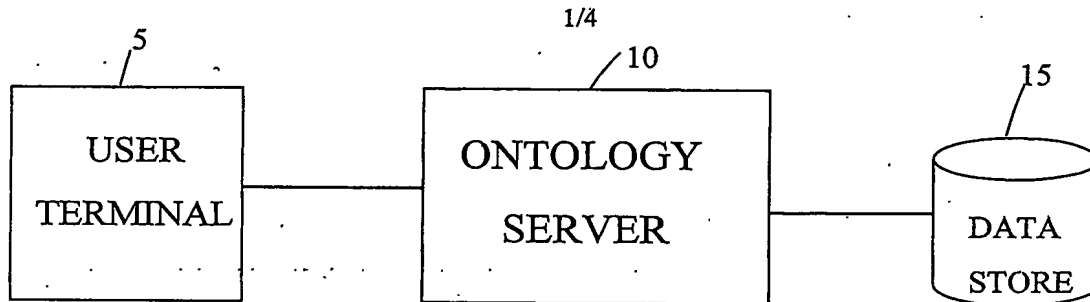 1/4
5
10
15
USER
TERMINAL
ONTOLOGY
SERVER
DATA
STORE